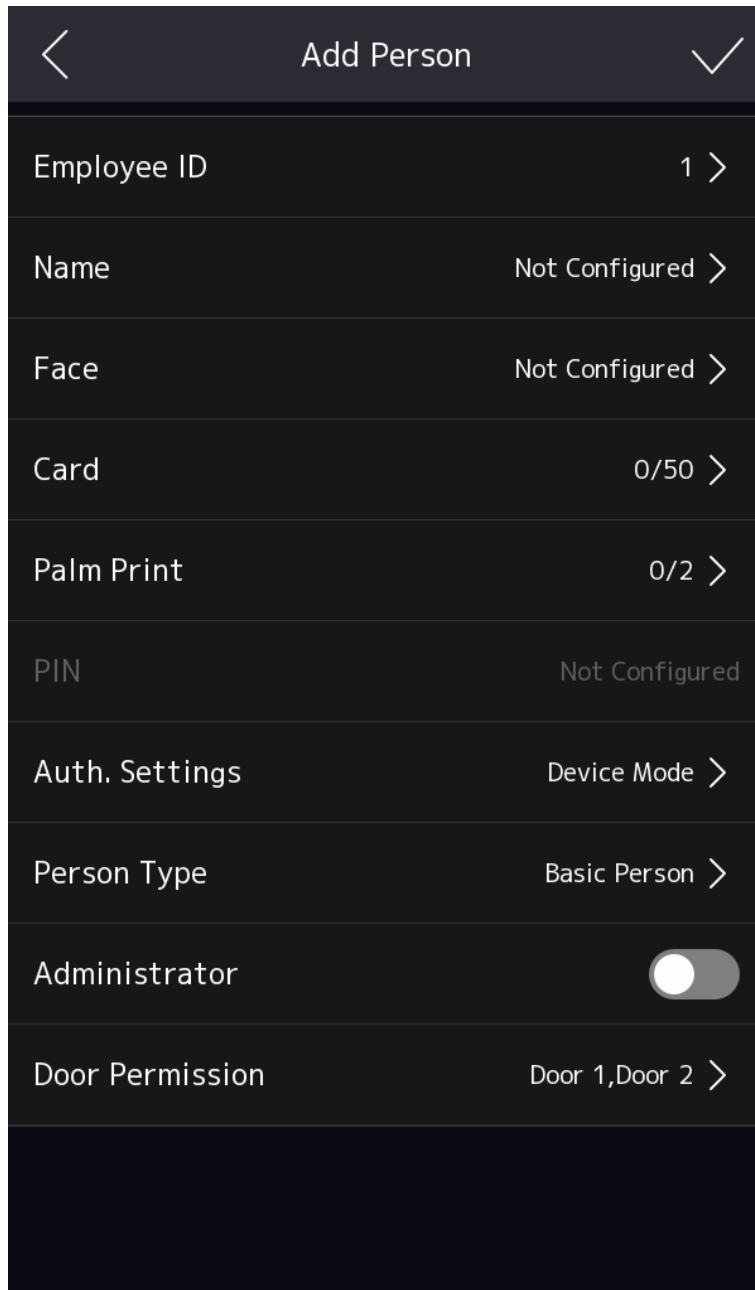 Add Person
Employee ID 1
Name Not Configured
Face Not Configured
Card 0/50
Palm Print 0/2
PIN Not Configured
Auth. Settings Device Mode
Person Type Basic Person
Administrator
Door Permission Door 1,Door 2